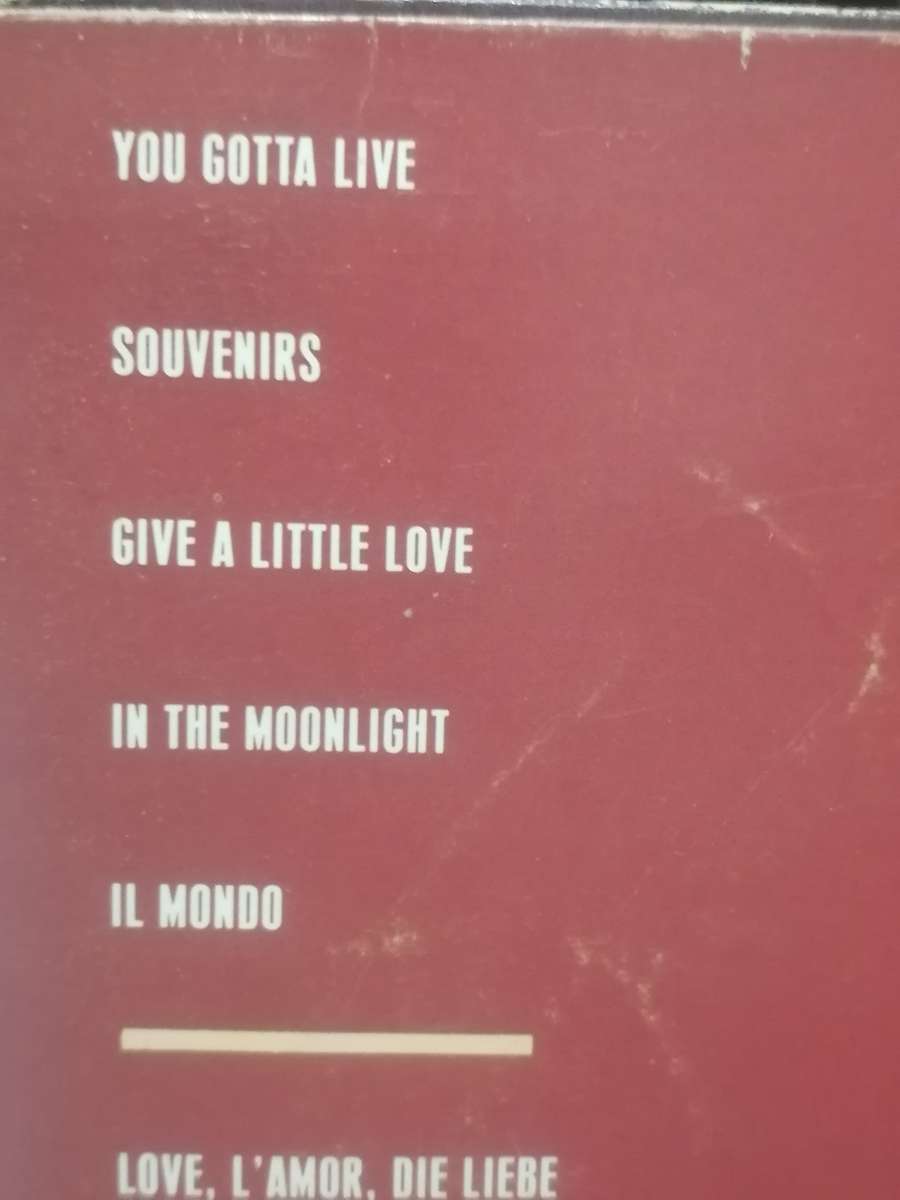 YOU GOTTA LIVE
SOUVENIRS
GIVE A LITTLE LOVE
IN THE MOONLIGHT
IL MONDO
LOVE, L'AMOR, DIE LIEBE